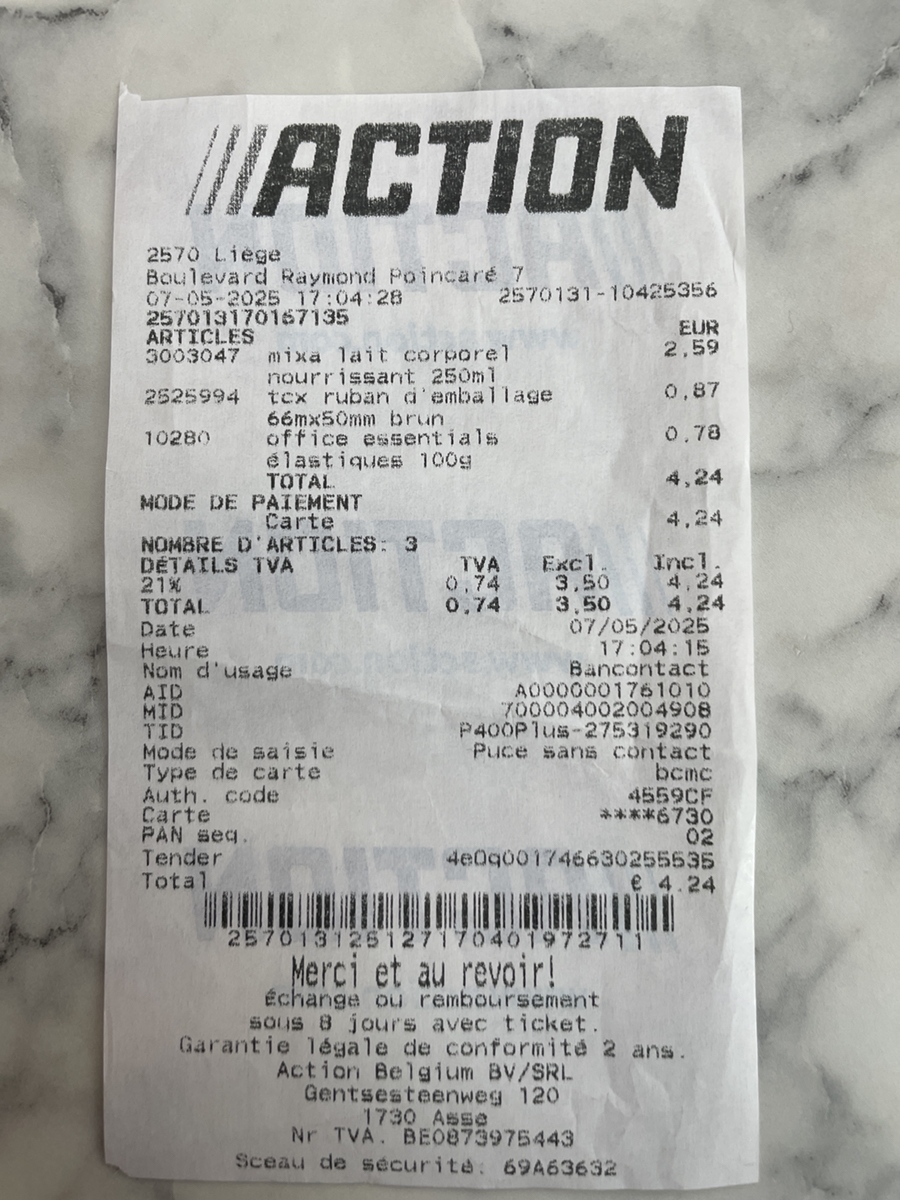 ACTION
2570 Liège
Boulevard Raymond Poincaré 7
07-05-2025 17:04:28 2570131-10425356
257013170167135
ARTICLES EUR
3003047 mixa lait corporel 2,59
nourrissant 250ml
2525994 tcx ruban d'emballage 0,87
66mx50mm brun
10280 office essentials 0,78
élastiques 100g
TOTAL 4,24
MODE DE PAIEMENT
Carte 4,24
NOMBRE D'ARTICLES: 3
DÉTAILS TVA TVA Excl. Incl.
21% 0,74 3,50 4,24
TOTAL 0,74 3,50 4,24
Date 07/05/2025
Heure 17:04:15
Nom d'usage Bancontact
AID A0000001761010
MID 700004002004908
TID P400Plus-275319290
Mode de saisie Puce sans contact
Type de carte bcmc
Auth. code 4559CF
Carte ****6730
PAN seq. 02
Tender 4e0q001746630255535
Total € 4.24
257013125127170401972711
Merci et au revoir!
Échange ou remboursement
sous 8 jours avec ticket.
Garantie légale de conformité 2 ans.
Action Belgium BV/SRL
Gentsesteenweg 120
1730 Asse
Nr TVA. BE0873975443
Sceau de sécurité: 69A63632